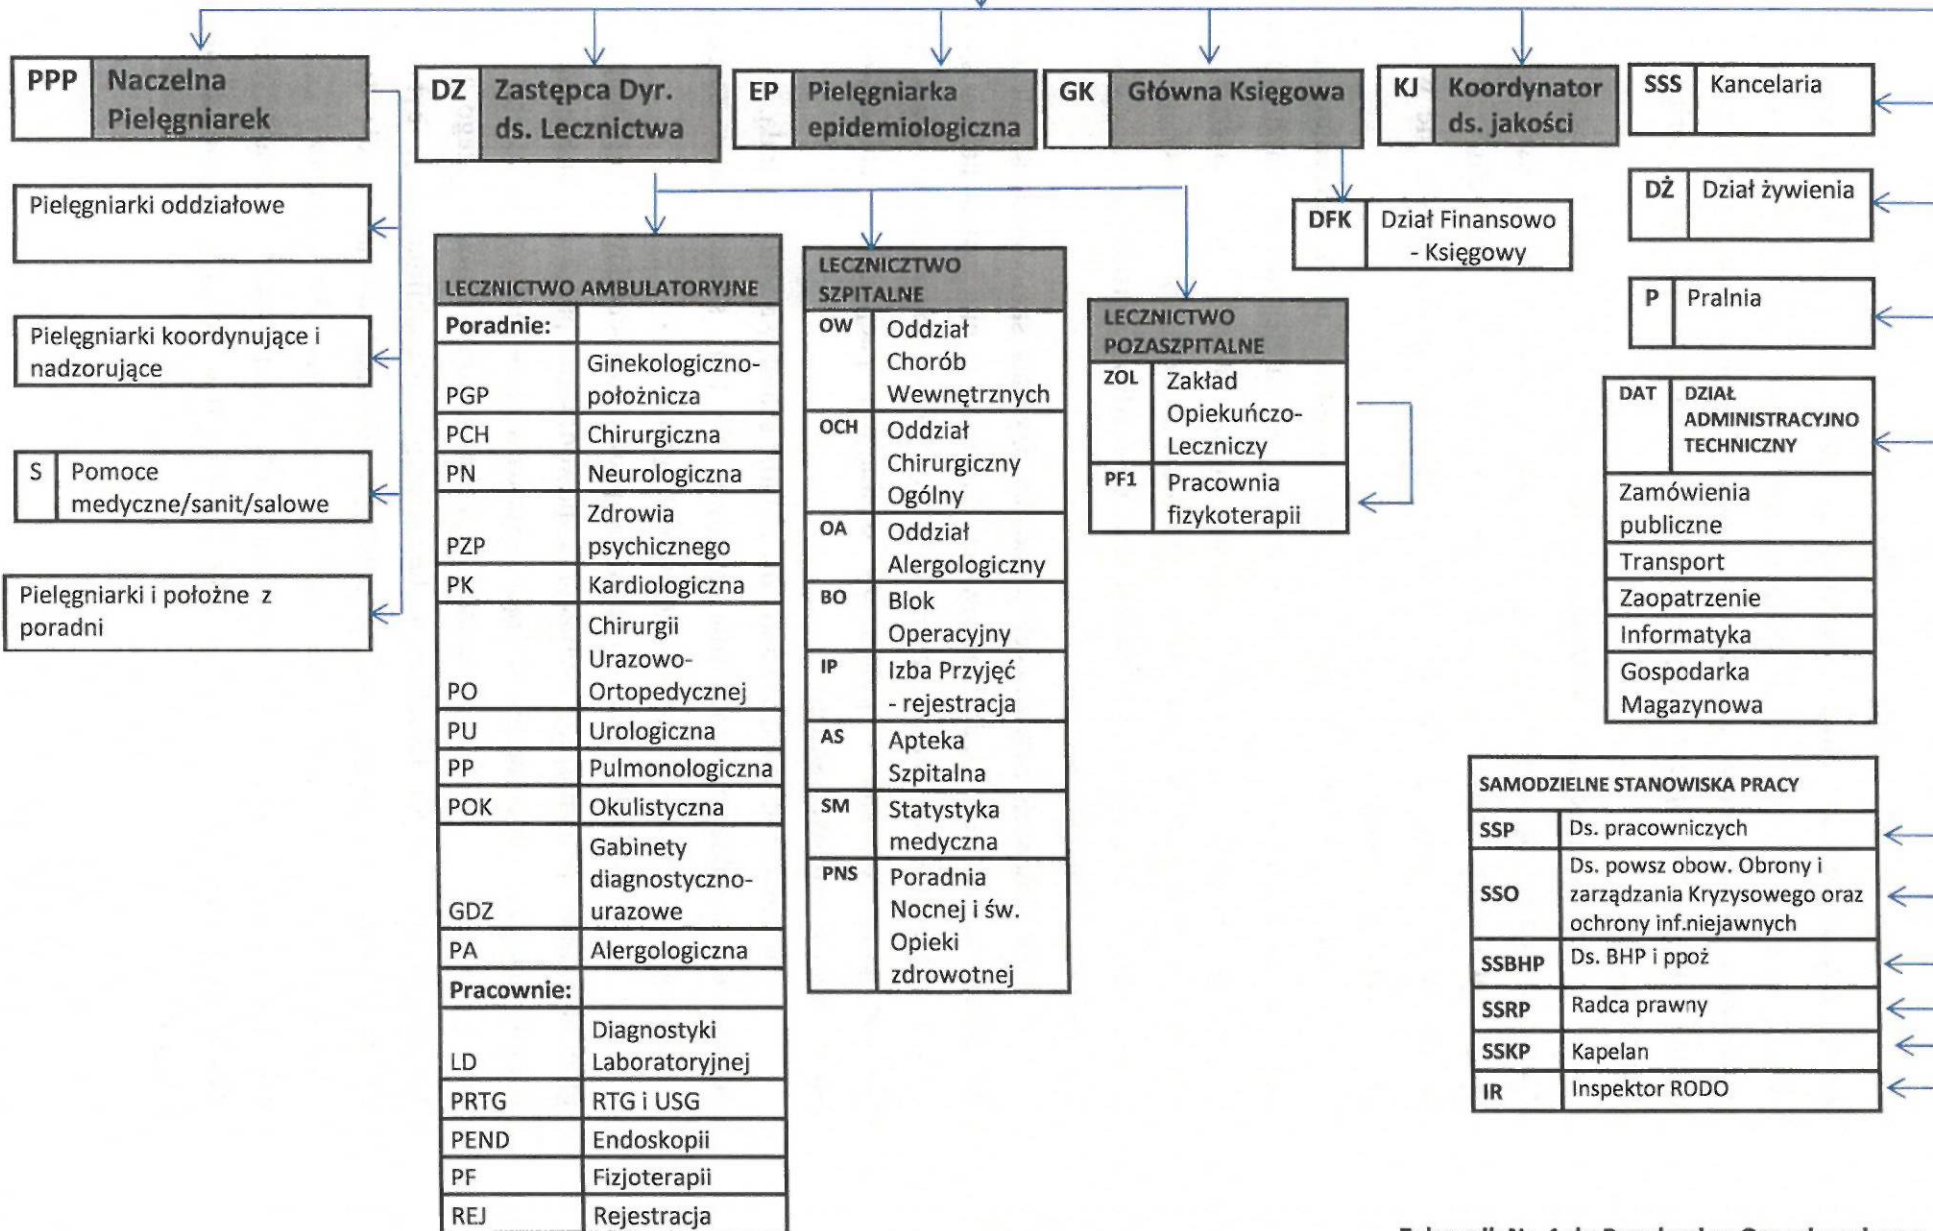 PPP Naczelna
Pielęgniarek
DZ Zastępca Dyr.
ds. Lecznictwa
EP Pielęgniarka
epidemiologiczna
GK Główna Księgowa
KJ Koordynator
ds. jakości
SSS Kancelaria
Pielęgniarki oddziałowe
Pielęgniarki koordynujące i
nadzorujące
S Pomoce
medyczne/sanit/salowe
Pielęgniarki i położne z
poradni
LECZNICTWO AMBULATORYJNE
Poradnie:
PGP Ginekologiczno-
położnicza
PCH Chirurgiczna
PN Neurologiczna
PZP Zdrowia
psychicznego
PK Kardiologiczna
PO Chirurgii
Urazowo-
Ortopedycznej
PU Urologiczna
PP Pulmonologiczna
POK Okulistyczna
GDZ Gabinety
diagnostyczno-
urazowe
PA Alergologiczna
Pracownie:
LD Diagnostyki
Laboratoryjnej
PRTG RTG i USG
PEND Endoskopii
PF Fizjoterapii
REJ Rejestracja
LECZNICZTWO
SZPITALNE
OW Oddział
Chorób
Wewnętrznych
OCH Oddział
Chirurgiczny
Ogólny
OA Oddział
Alergologiczny
BO Blok
Operacyjny
IP Izba Przyjęć
- rejestracja
AS Apteka
Szpitalna
SM Statystyka
medyczna
PNS Poradnia
Nocnej i św.
Opieki
zdrowotnej
LECZNICTWO
POZASZPITALNE
ZOL Zakład
Opiekuńczo-
Leczniczy
PF1 Pracownia
fizykoterapii
DFK Dział Finansowo
- Księgowy
DŻ Dział żywienia
P Pralnia
DAT DZIAŁ
ADMINISTRACYJNO
TECHNICZNY
Zamówienia
publiczne
Transport
Zaopatrzenie
Informatyka
Gospodarka
Magazynowa
SAMODZIELNE STANOWISKA PRACY
SSP Ds. pracowniczych
SSO Ds. powsz obow. Obrony i
zarządzania Kryzysowego oraz
ochrony inf.niejawnych
SSBHP Ds. BHP i ppoż
SSRP Radca prawny
SSKP Kapelan
IR Inspektor RODO